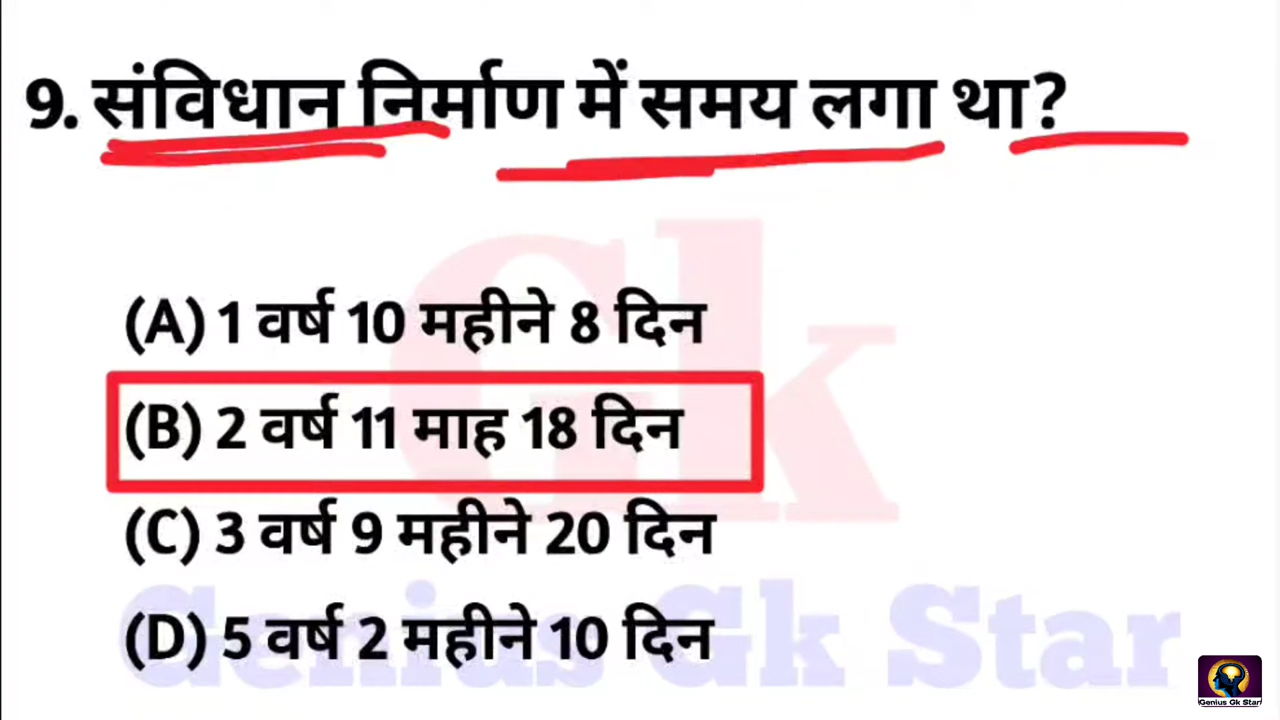 9. संविधान निर्माण में समय लगा था?
(A) 1 वर्ष 10 महीने 8 दिन
(B) 2 वर्ष 11 माह 18 दिन
(C) 3 वर्ष 9 महीने 20 दिन
(D) 5 वर्ष 2 महीने 10 दिन
Gk
Genius Gk Star
Genius Gk Star